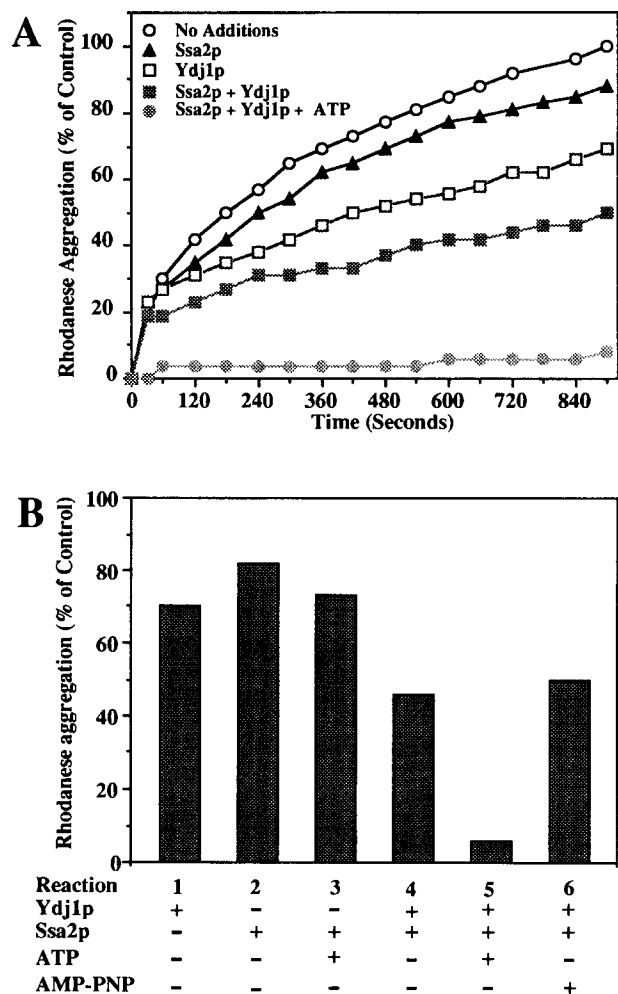 A
Rhodanese Aggregation (% of Control)
100
80
60
40
20
0
No Additions
Ssa2p
Ydj1p
Ssa2p + Ydj1p
Ssa2p + Ydj1p + ATP
0 120 240 360 480 600 720 840
Time (Seconds)
B
Rhodanese aggregation (% of Control)
100
80
60
40
20
0
Reaction 1 2 3 4 5 6
Ydj1p + – – + + +
Ssa2p – + + + + +
ATP – – + – + –
AMP-PNP – – – – – +